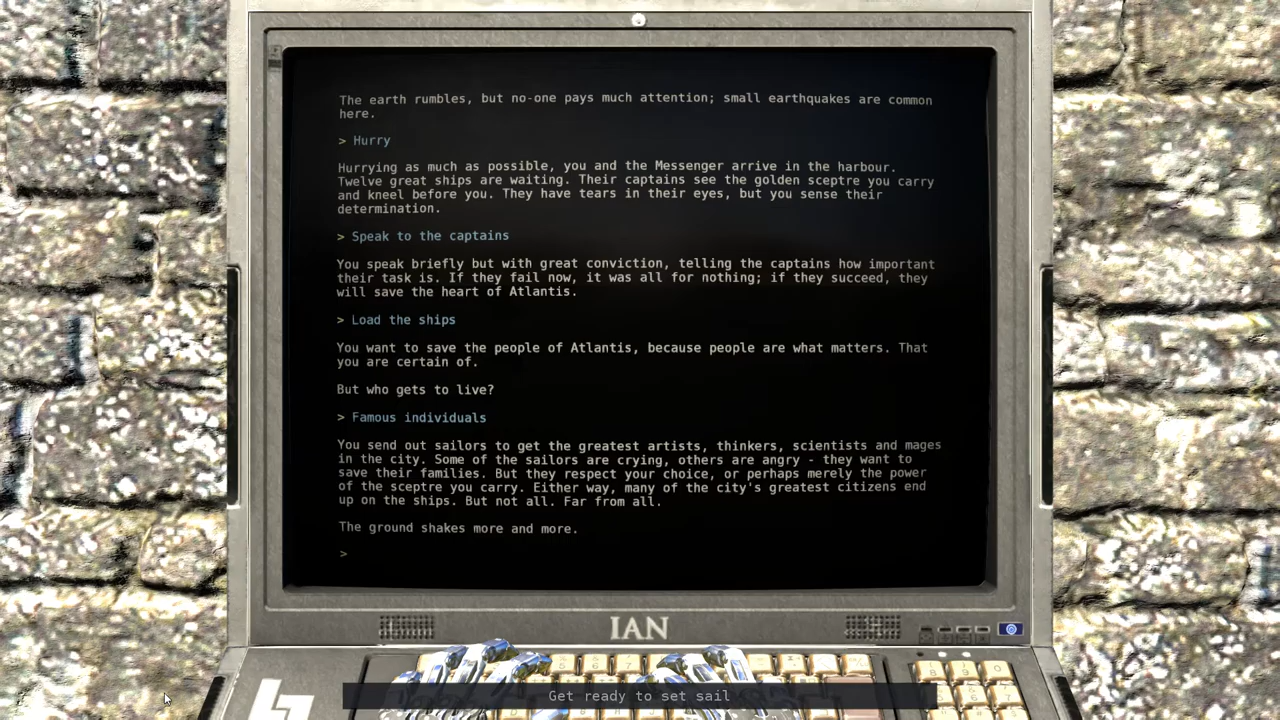 The earth rumbles, but no-one pays much attention; small earthquakes are common
here.
> Hurry
Hurrying as much as possible, you and the Messenger arrive in the harbour.
Twelve great ships are waiting. Their captains see the golden sceptre you carry
and kneel before you. They have tears in their eyes, but you sense their
determination.
> Speak to the captains
You speak briefly but with great conviction, telling the captains how important
their task is. If they fail now, it was all for nothing; if they succeed, they
will save the heart of Atlantis.
> Load the ships
You want to save the people of Atlantis, because people are what matters. That
you are certain of.
But who gets to live?
> Famous individuals
You send out sailors to get the greatest artists, thinkers, scientists and mages
in the city. Some of the sailors are crying, others are angry - they want to
save their families. But they respect your choice, or perhaps merely the power
of the sceptre you carry. Either way, many of the city's greatest citizens end
up on the ships. But not all. Far from all.
The ground shakes more and more.
>
IAN
Get ready to set sail